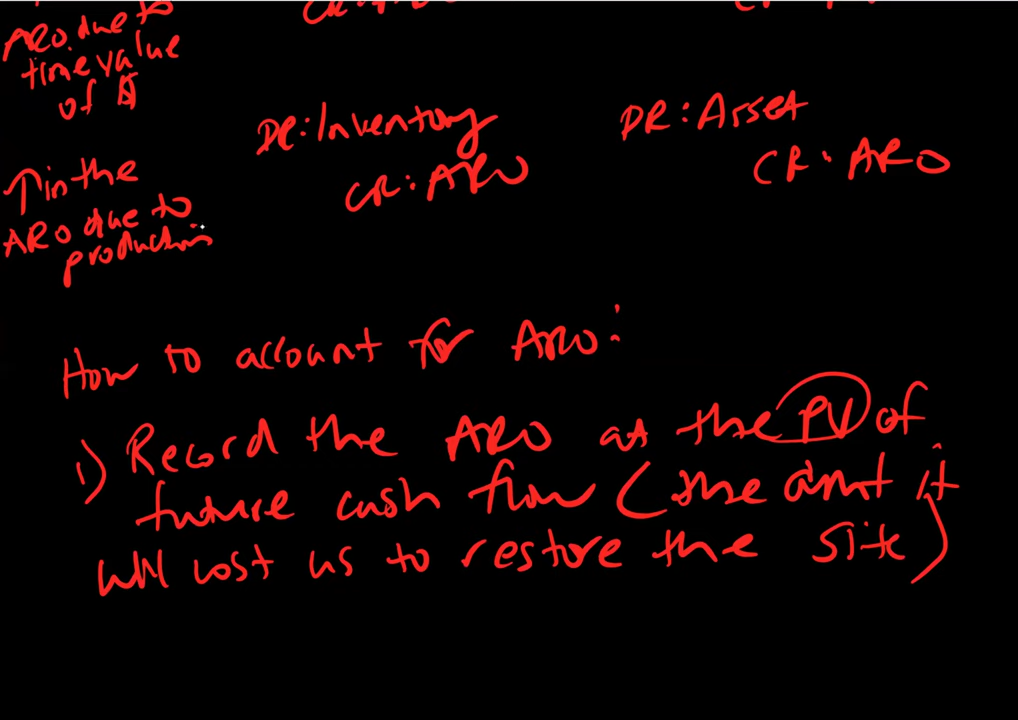 ARO due to
time value
of $
DR: Inventory
CR: ARO
DR: Asset
CR: ARO
↑ in the
ARO due to
production
How to account for ARO:
1) Record the ARO at the PV of
future cash flow (the amt it
will cost us to restore the site)